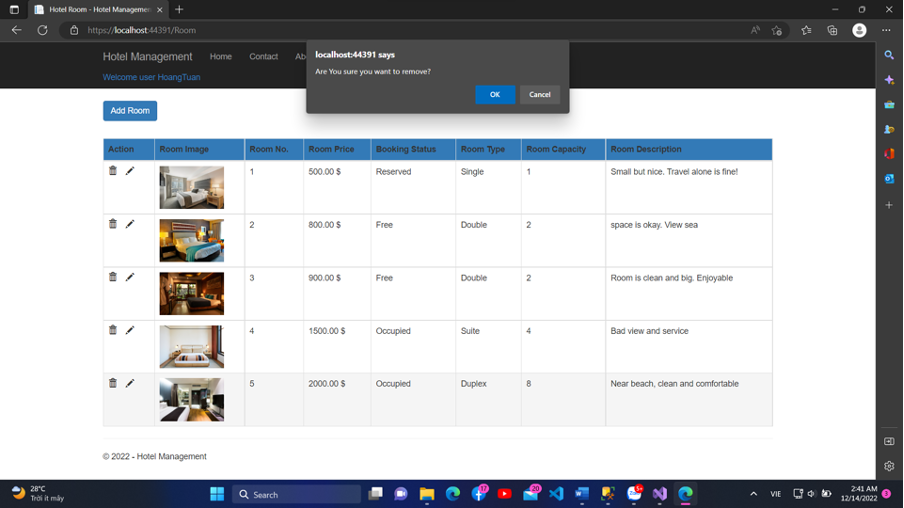 Hotel Room - Hotel Management
https://localhost:44391/Room
Hotel Management
Home
Contact
Ab
Welcome user HoangTuan
localhost:44391 says
Are You sure you want to remove?
OK
Cancel
Add Room
Action Room Image Room No. Room Price Booking Status Room Type Room Capacity Room Description
1 500.00 $ Reserved Single 1 Small but nice. Travel alone is fine!
2 800.00 $ Free Double 2 space is okay. View sea
3 900.00 $ Free Double 2 Room is clean and big. Enjoyable
4 1500.00 $ Occupied Suite 4 Bad view and service
5 2000.00 $ Occupied Duplex 8 Near beach, clean and comfortable
© 2022 - Hotel Management
28°C
Trời ít mây
Search
17
20
5+
VIE
2:41 AM
12/14/2022
3